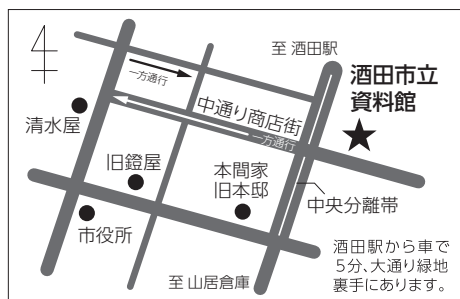 至 酒田駅
酒田市立
資料館
一方通行
中通り商店街
一方通行
清水屋
旧鐙屋
本間家
旧本邸
中央分離帯
市役所
至 山居倉庫
酒田駅から車で
5分、大通り緑地
裏手にあります。